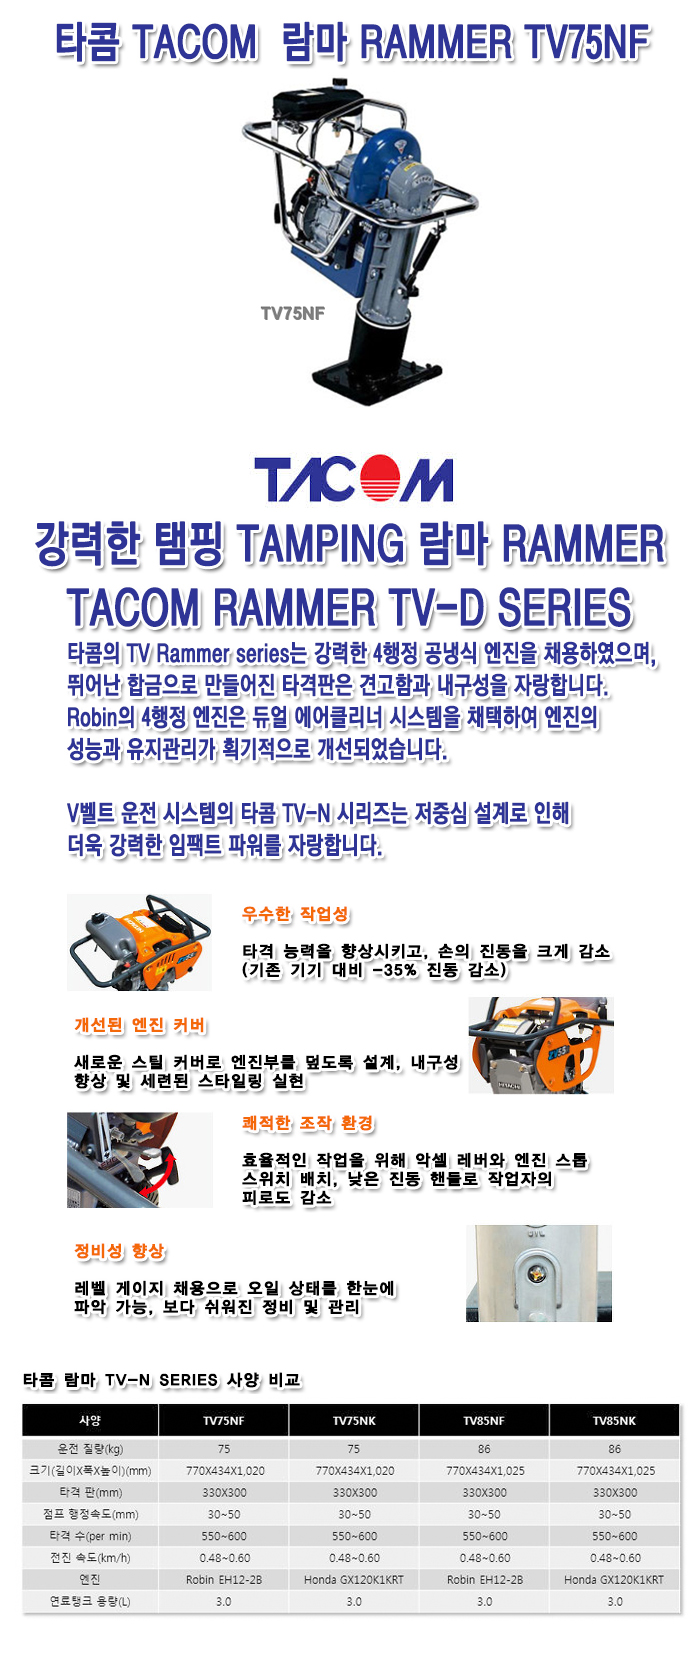 타콤 TACOM 람마 RAMMER TV75NF
TV75NF
TACOM
강력한 탬핑 TAMPING 람마 RAMMER
TACOM RAMMER TV-D SERIES
타콤의 TV Rammer series는 강력한 4행정 공냉식 엔진을 채용하였으며,
뛰어난 합금으로 만들어진 타격판은 견고함과 내구성을 자랑합니다.
Robin의 4행정 엔진은 듀얼 에어클리너 시스템을 채택하여 엔진의
성능과 유지관리가 획기적으로 개선되었습니다.
V벨트 운전 시스템의 타콤 TV-N 시리즈는 저중심 설계로 인해
더욱 강력한 임팩트 파워를 자랑합니다.
우수한 작업성
타격 능력을 향상시키고, 손의 진동을 크게 감소
(기존 기기 대비 -35% 진동 감소)
개선된 엔진 커버
새로운 스틸 커버로 엔진부를 덮도록 설계, 내구성
향상 및 세련된 스타일링 실현
HITACHI
쾌적한 조작 환경
효율적인 작업을 위해 악셀 레버와 엔진 스톱
스위치 배치, 낮은 진동 핸들로 작업자의
피로도 감소
정비성 향상
레벨 게이지 채용으로 오일 상태를 한눈에
파악 가능, 보다 쉬워진 정비 및 관리
OIL
타콤 람마 TV-N SERIES 사양 비교
사양 TV75NF TV75NK TV85NF TV85NK
운전 질량(kg) 75 75 86 86
크기(길이X폭X높이)(mm) 770X434X1,020 770X434X1,020 770X434X1,025 770X434X1,025
타격 판(mm) 330X300 330X300 330X300 330X300
점프 행정속도(mm) 30~50 30~50 30~50 30~50
타격 수(per min) 550~600 550~600 550~600 550~600
전진 속도(km/h) 0.48~0.60 0.48~0.60 0.48~0.60 0.48~0.60
엔진 Robin EH12-2B Honda GX120K1KRT Robin EH12-2B Honda GX120K1KRT
연료탱크 용량(L) 3.0 3.0 3.0 3.0